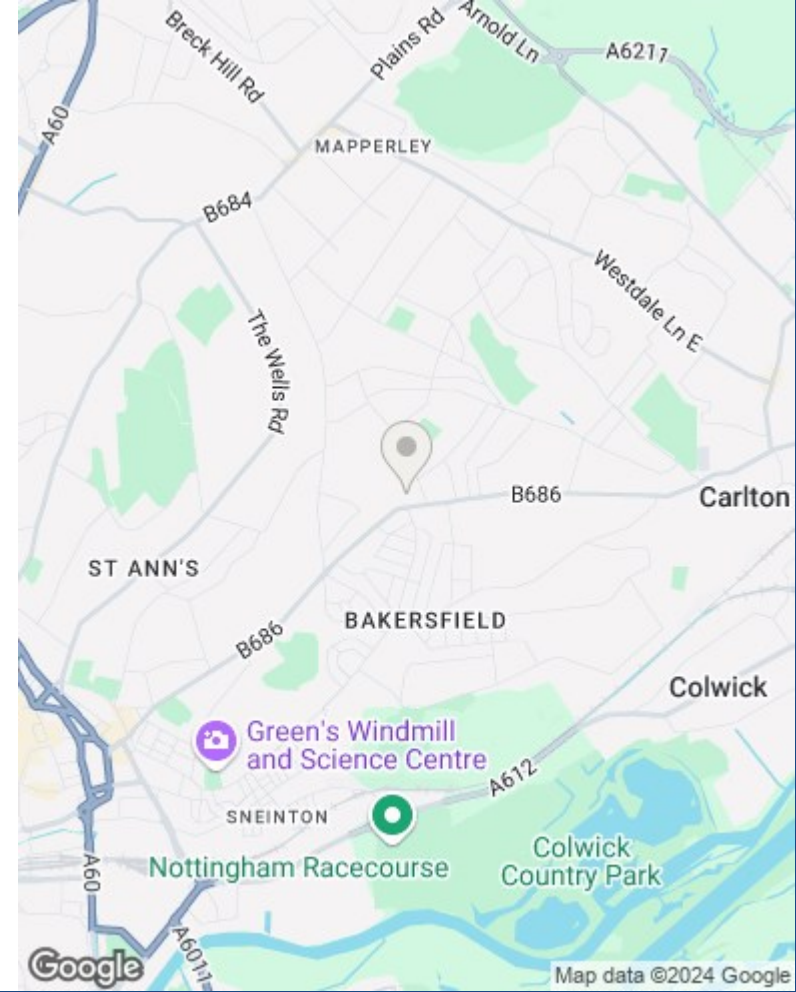 Breck Hill Rd
Plains Rd
Arnold Ln
A6211
A60
MAPPERLEY
B684
Westdale Ln E
The Wells Rd
B686
Carlton
ST ANN'S
BAKERSFIELD
B686
Colwick
Green's Windmill
and Science Centre
A612
SNEINTON
Nottingham Racecourse
Colwick
Country Park
A60
A6011
Google
Map data ©2024 Google